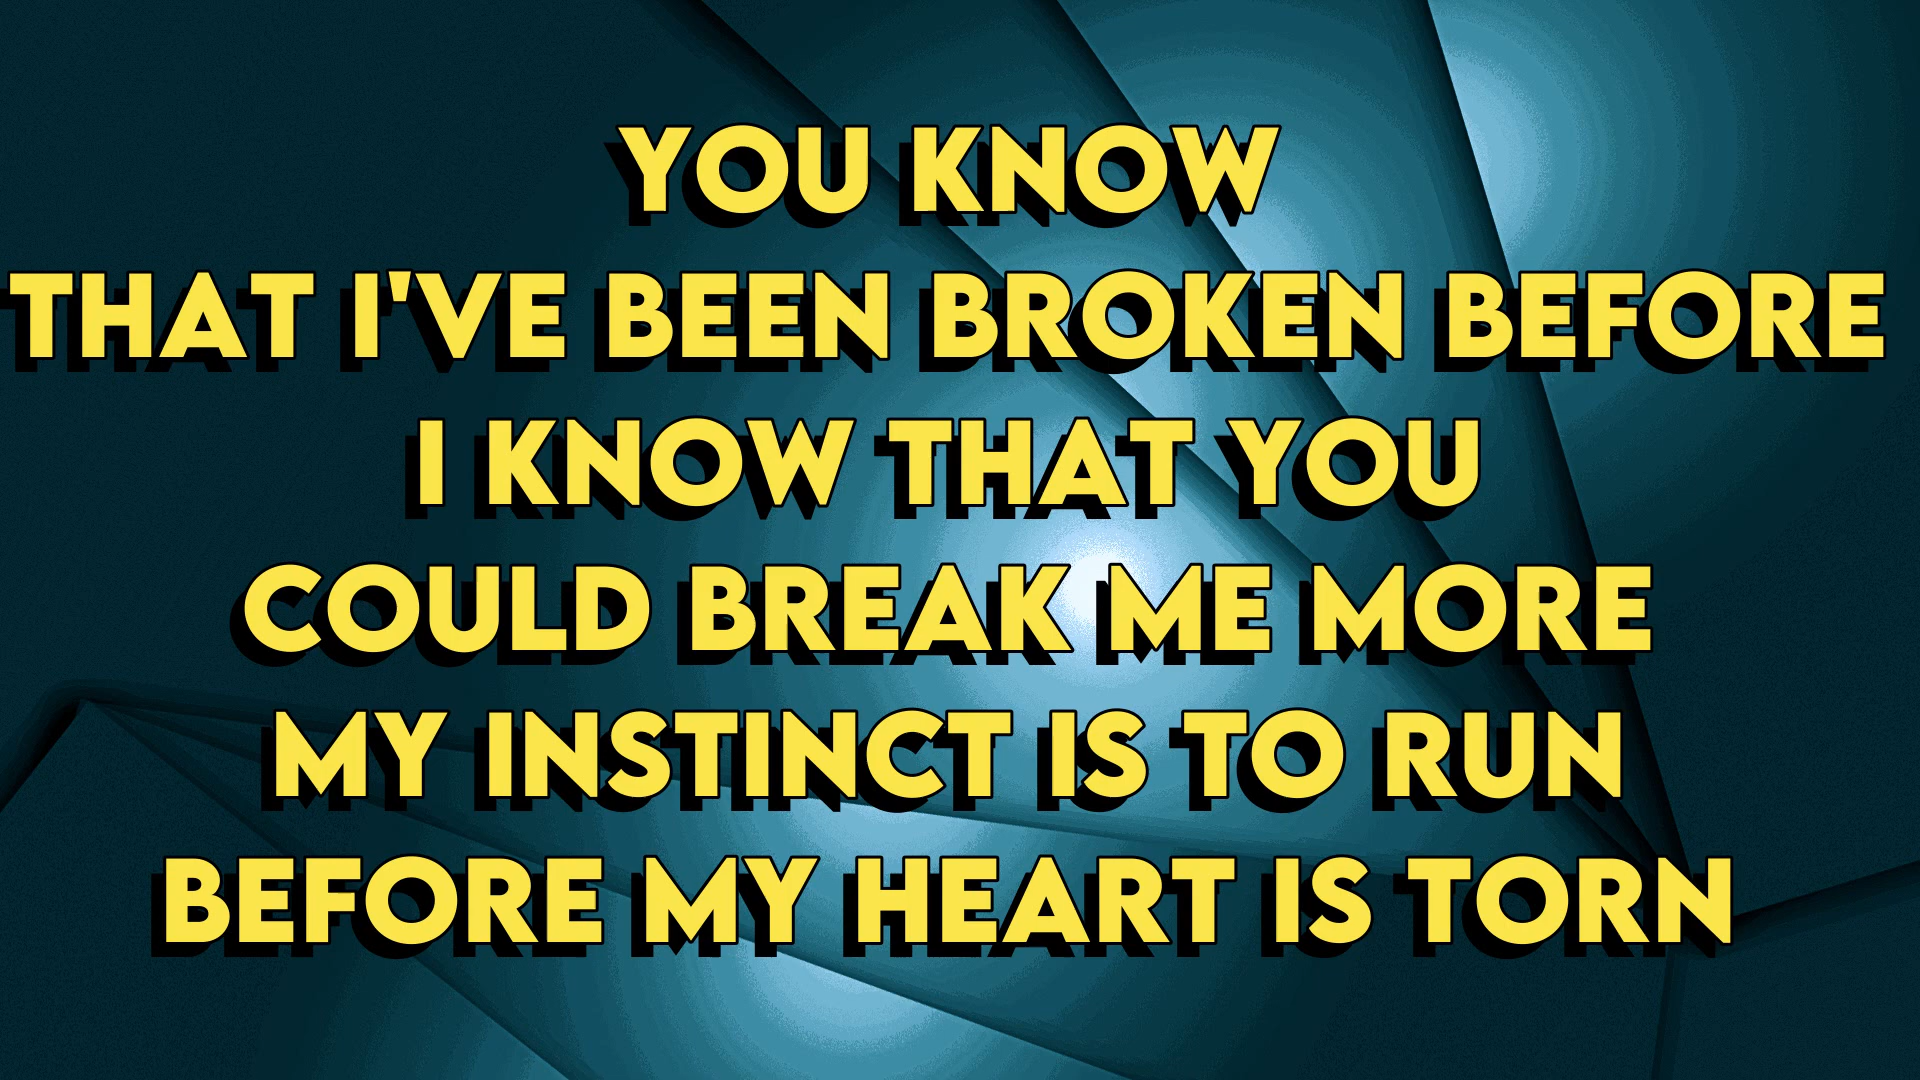 YOU KNOW
THAT I'VE BEEN BROKEN BEFORE
I KNOW THAT YOU
COULD BREAK ME MORE
MY INSTINCT IS TO RUN
BEFORE MY HEART IS TORN